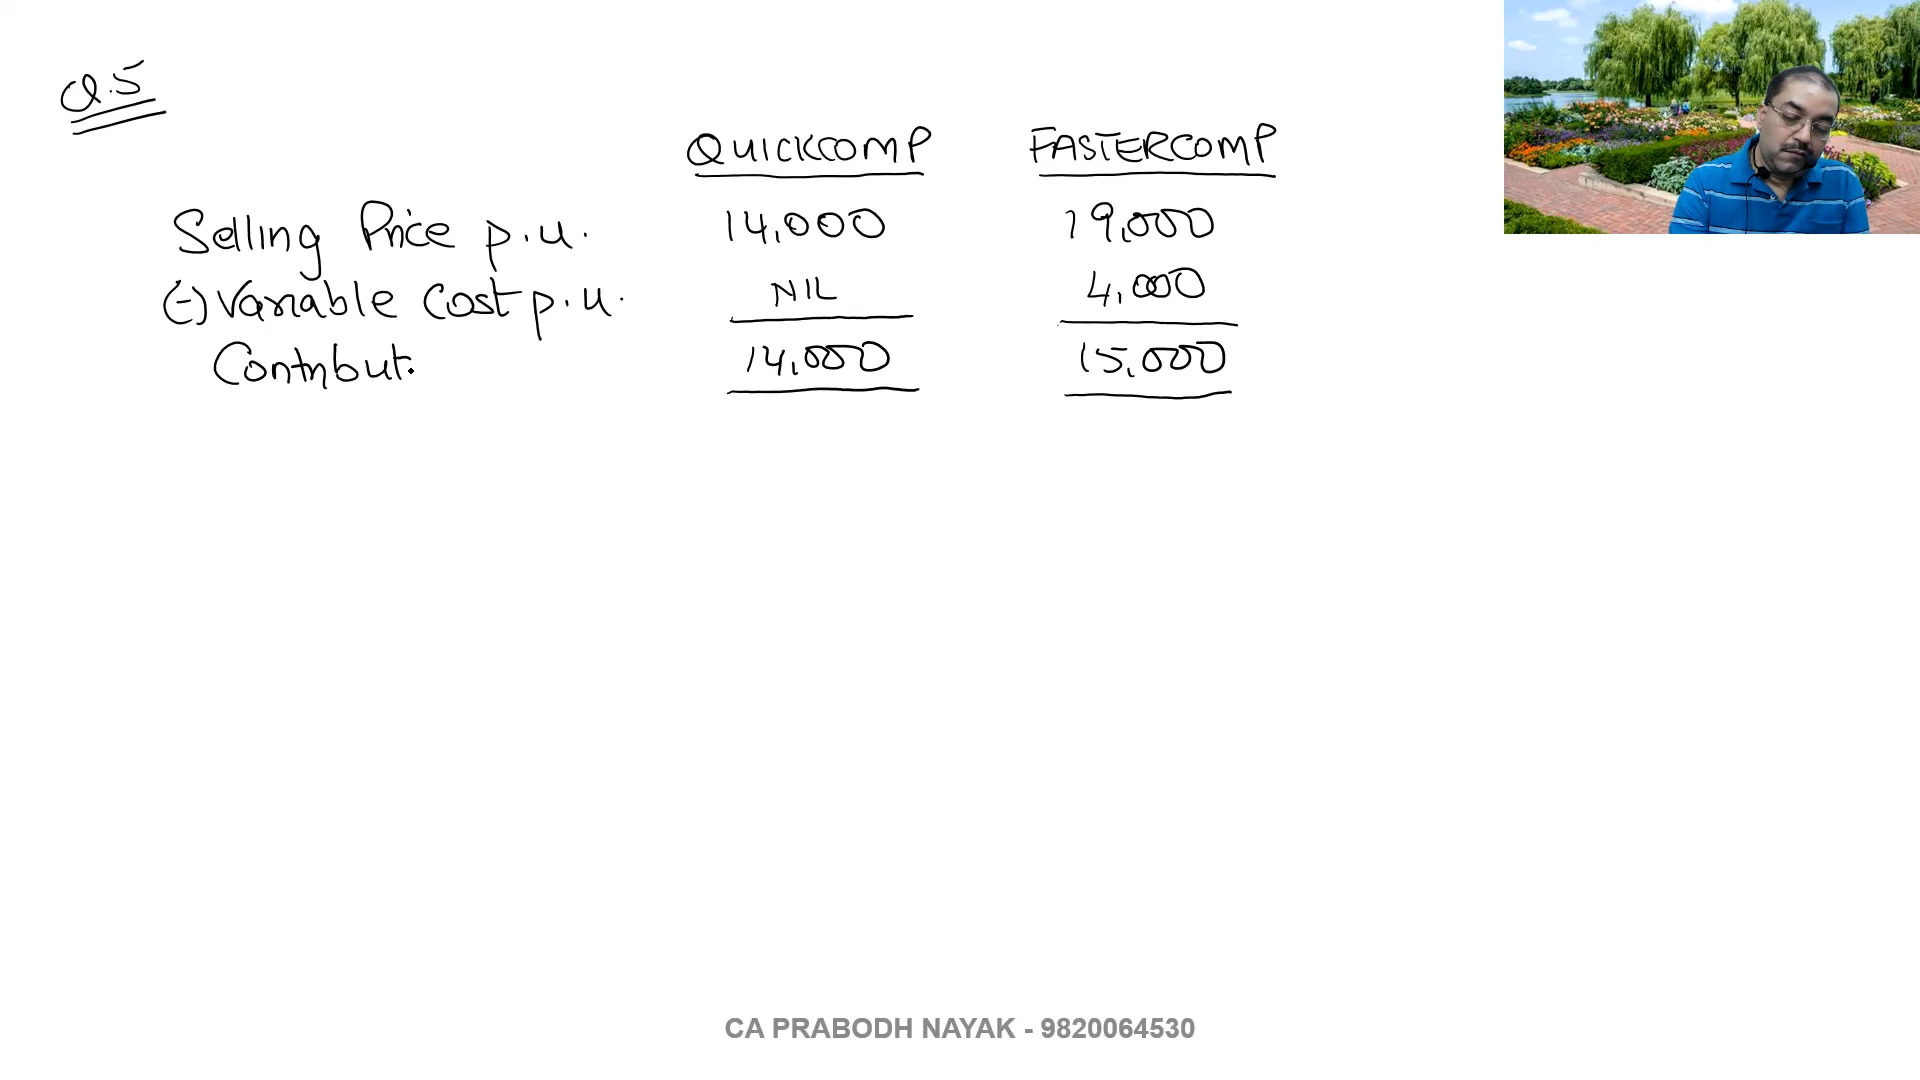 Q.5
QUICKCOMP FASTERCOMP
Selling Price p.u. 14,000 19,000
(-) Variable Cost p.u. NIL 4,000
Contribut. 14,000 15,000
CA PRABODH NAYAK - 9820064530